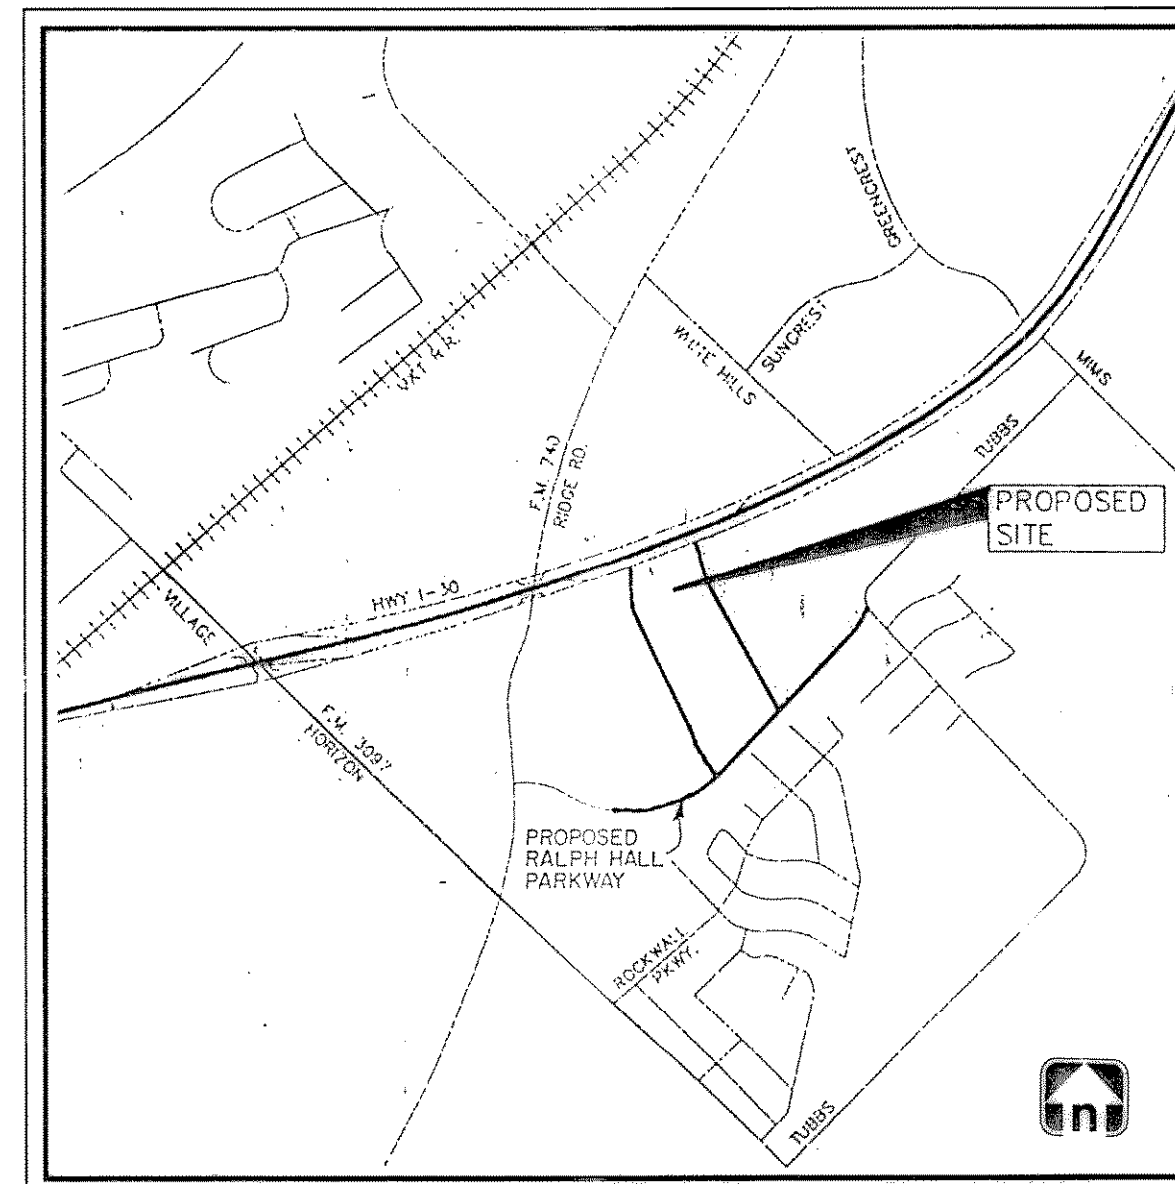 GREENCREST
SUNCREST
WHITE HILLS
MIMS
TUBBS
F.M. 740
RIDGE RD.
PROPOSED
SITE
HWY I-30
VILLAGE
F.M. 3097
HORIZON
PROPOSED
RALPH HALL
PARKWAY
ROCKWALL
PKWY.
TUBBS
n